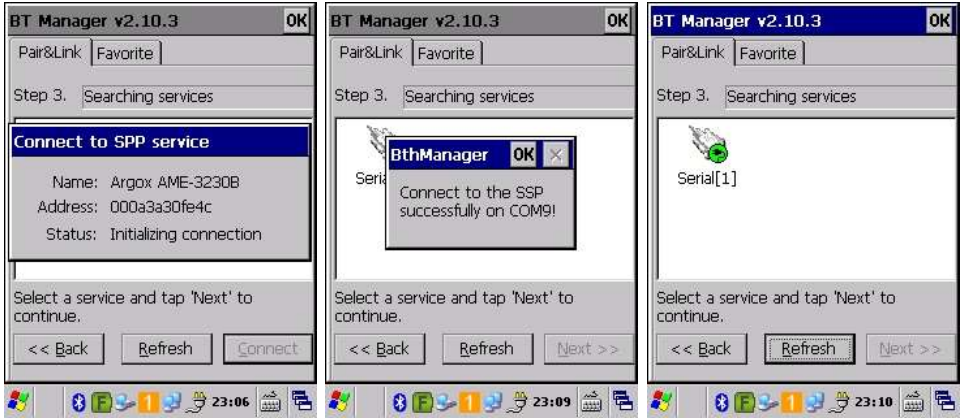 BT Manager v2.10.3 OK
Pair&Link Favorite
Step 3. Searching services
Connect to SPP service
Name: Argox AME-3230B
Address: 000a3a30fe4c
Status: Initializing connection
Select a service and tap 'Next' to
continue.
<< Back Refresh Connect
F 1 23:06
BT Manager v2.10.3 OK
Pair&Link Favorite
Step 3. Searching services
BthManager OK ×
Connect to the SSP
successfully on COM9!
Select a service and tap 'Next' to
continue.
<< Back Refresh Next >>
F 1 23:09
BT Manager v2.10.3 OK
Pair&Link Favorite
Step 3. Searching services
Serial[1]
Select a service and tap 'Next' to
continue.
<< Back Refresh Next >>
F 1 23:10